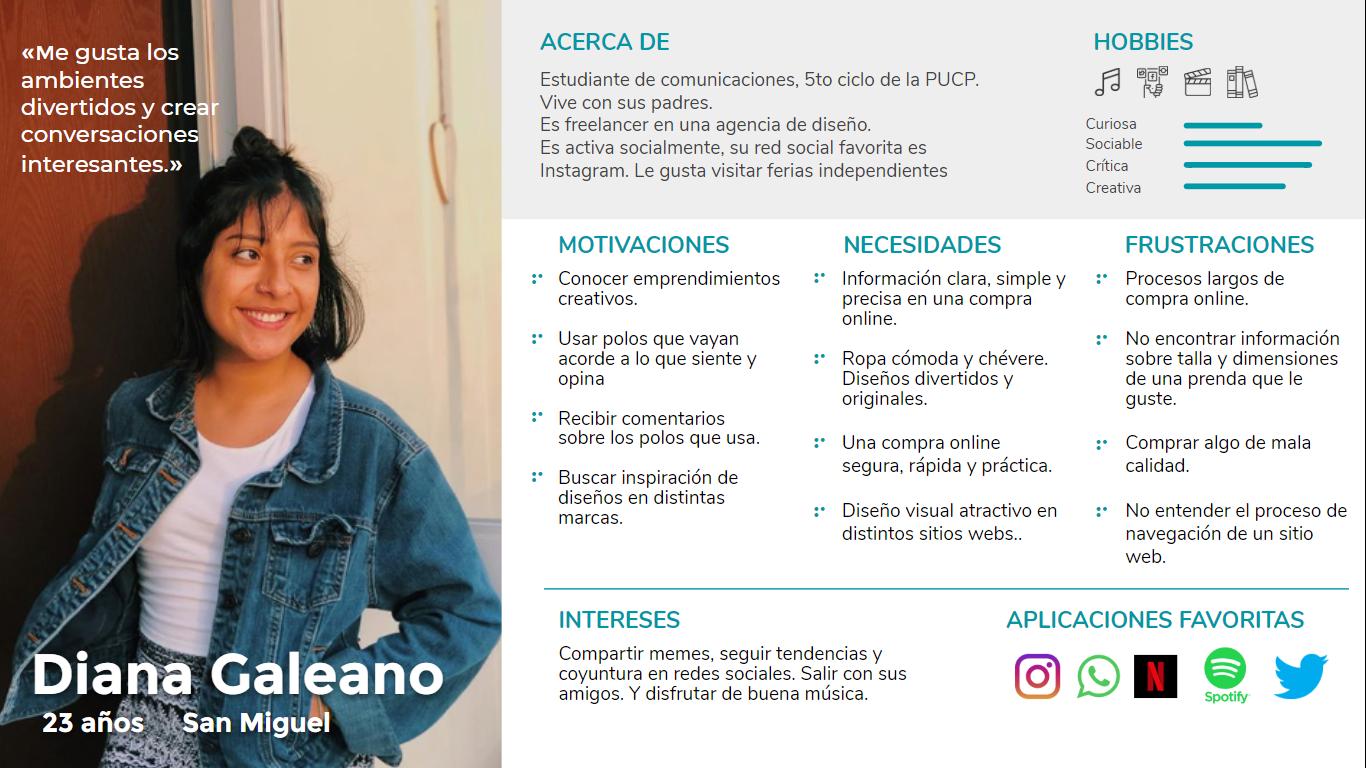 «Me gusta los
ambientes
divertidos y crear
conversaciones
interesantes.»
Diana Galeano
23 años San Miguel
ACERCA DE
Estudiante de comunicaciones, 5to ciclo de la PUCP.
Vive con sus padres.
Es freelancer en una agencia de diseño.
Es activa socialmente, su red social favorita es
Instagram. Le gusta visitar ferias independientes
HOBBIES
Curiosa
Sociable
Crítica
Creativa
MOTIVACIONES
Conocer emprendimientos
creativos.
Usar polos que vayan
acorde a lo que siente y
opina
Recibir comentarios
sobre los polos que usa.
Buscar inspiración de
diseños en distintas
marcas.
NECESIDADES
Información clara, simple y
precisa en una compra
online.
Ropa cómoda y chévere.
Diseños divertidos y
originales.
Una compra online
segura, rápida y práctica.
Diseño visual atractivo en
distintos sitios webs..
FRUSTRACIONES
Procesos largos de
compra online.
No encontrar información
sobre talla y dimensiones
de una prenda que le
guste.
Comprar algo de mala
calidad.
No entender el proceso de
navegación de un sitio
web.
INTERESES
Compartir memes, seguir tendencias y
coyuntura en redes sociales. Salir con sus
amigos. Y disfrutar de buena música.
APLICACIONES FAVORITAS
N
Spotify